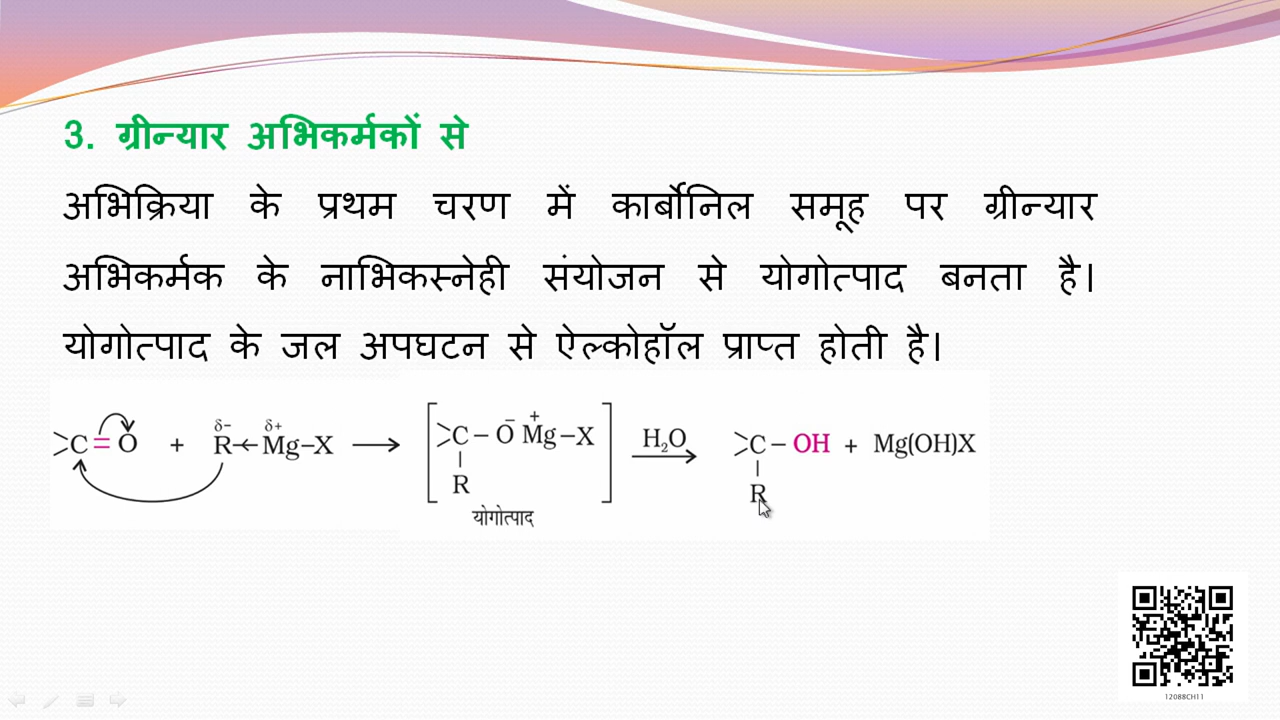 3. ग्रीन्यार अभिकर्मकों से
अभिक्रिया के प्रथम चरण में कार्बोनिल समूह पर ग्रीन्यार
अभिकर्मक के नाभिकस्नेही संयोजन से योगोत्पाद बनता है।
योगोत्पाद के जल अपघटन से ऐल्कोहॉल प्राप्त होती है।
>C=O + R^δ−←Mg^δ+–X ⟶ [>C–O⁻ Mg⁺–X] H₂O ⟶ >C–OH + Mg(OH)X
R R
योगोत्पाद
12088CH11